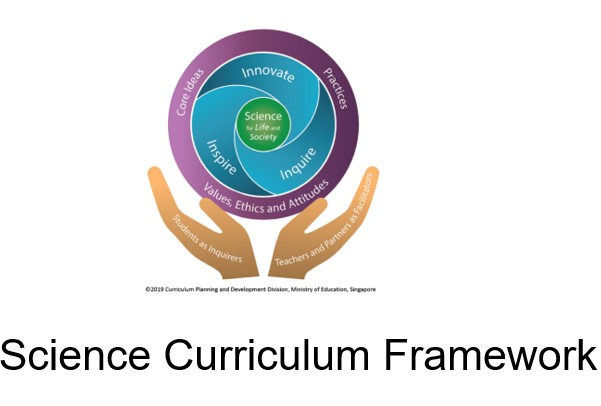 Core Ideas
Practices
Innovate
Science
for Life and
Society
Inspire
Inquire
Values, Ethics and Attitudes
Students as Inquirers
Teachers and Partners as Facilitators
©2019 Curriculum Planning and Development Division, Ministry of Education, Singapore
Science Curriculum Framework